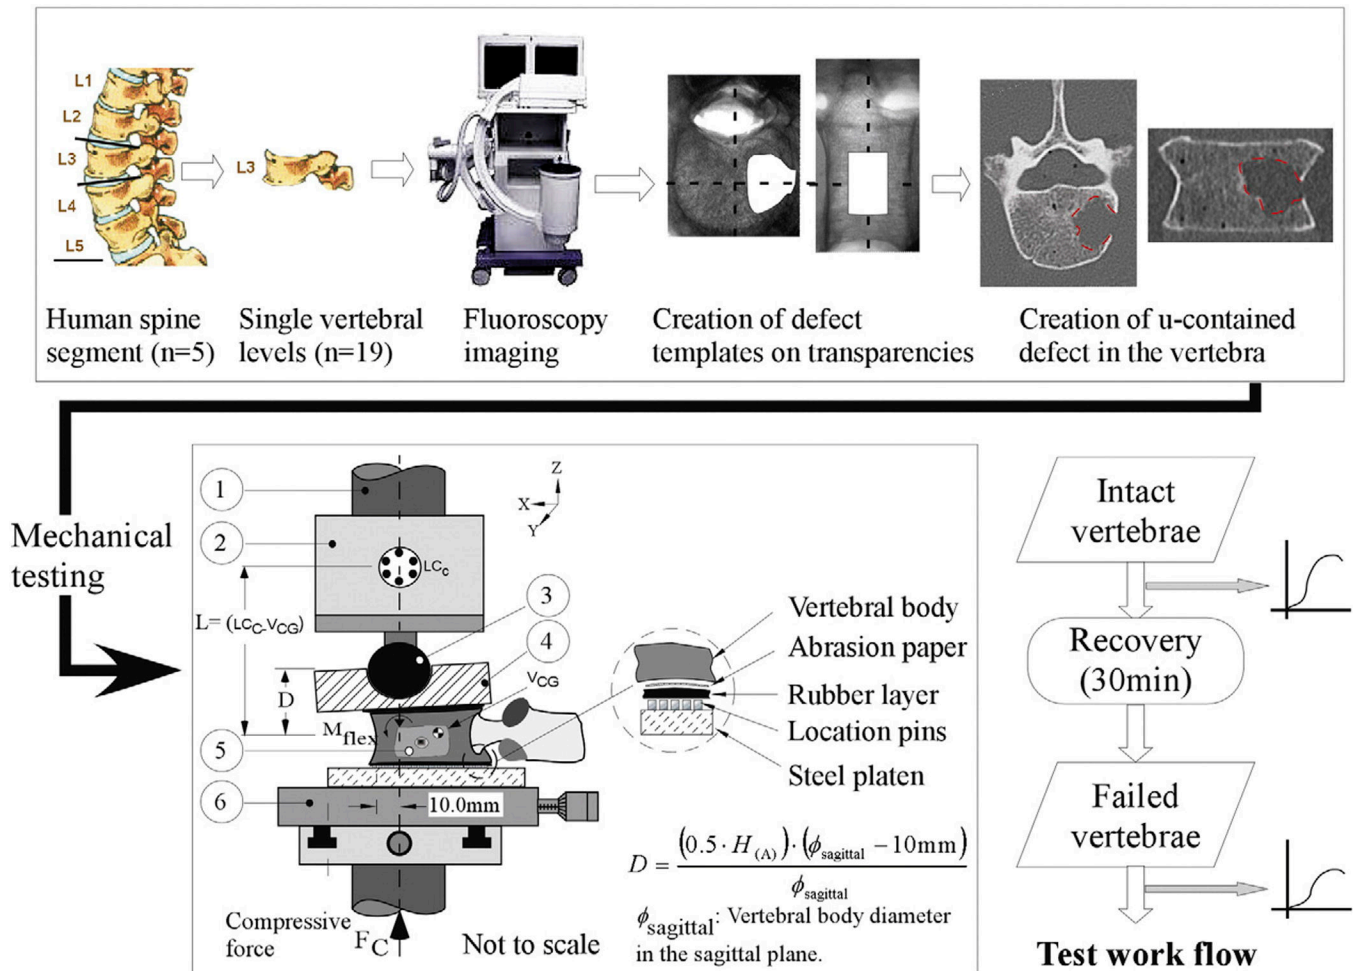 L1
L2
L3
L4
L5
L3
Human spine
segment (n=5)
Single vertebral
levels (n=19)
Fluoroscopy
imaging
Creation of defect
templates on transparencies
Creation of u-contained
defect in the vertebra
Mechanical
testing
1
2
3
4
5
6
Z
X
Y
LCC
L= (LCC-VCG)
D
VCG
Mflex
10.0mm
Compressive
force
FC
Not to scale
Vertebral body
Abrasion paper
Rubber layer
Location pins
Steel platen
D = (0.5 · H(A)) · (ϕsagittal − 10mm) / ϕsagittal
ϕsagittal: Vertebral body diameter
in the sagittal plane.
Intact
vertebrae
Recovery
(30min)
Failed
vertebrae
Test work flow